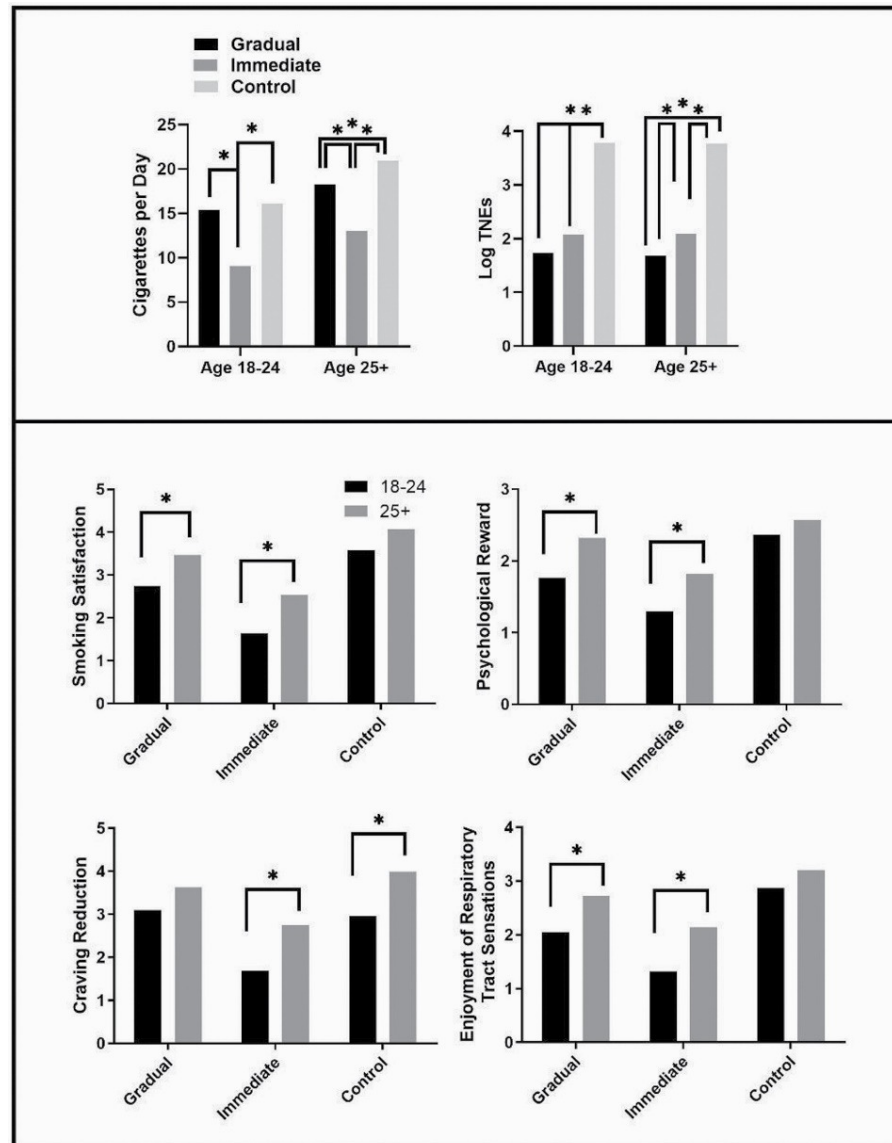 Gradual
Immediate
Control
Cigarettes per Day
25
20
15
10
5
0
* * * * *
Age 18-24 Age 25+
Log TNEs
4
3
2
1
0
* * * * *
Age 18-24 Age 25+
18-24
25+
Smoking Satisfaction
5
4
3
2
1
0
* *
Gradual Immediate Control
Psychological Reward
3
2
1
0
* *
Gradual Immediate Control
Craving Reduction
5
4
3
2
1
0
* *
Gradual Immediate Control
Enjoyment of Respiratory
Tract Sensations
4
3
2
1
0
* *
Gradual Immediate Control